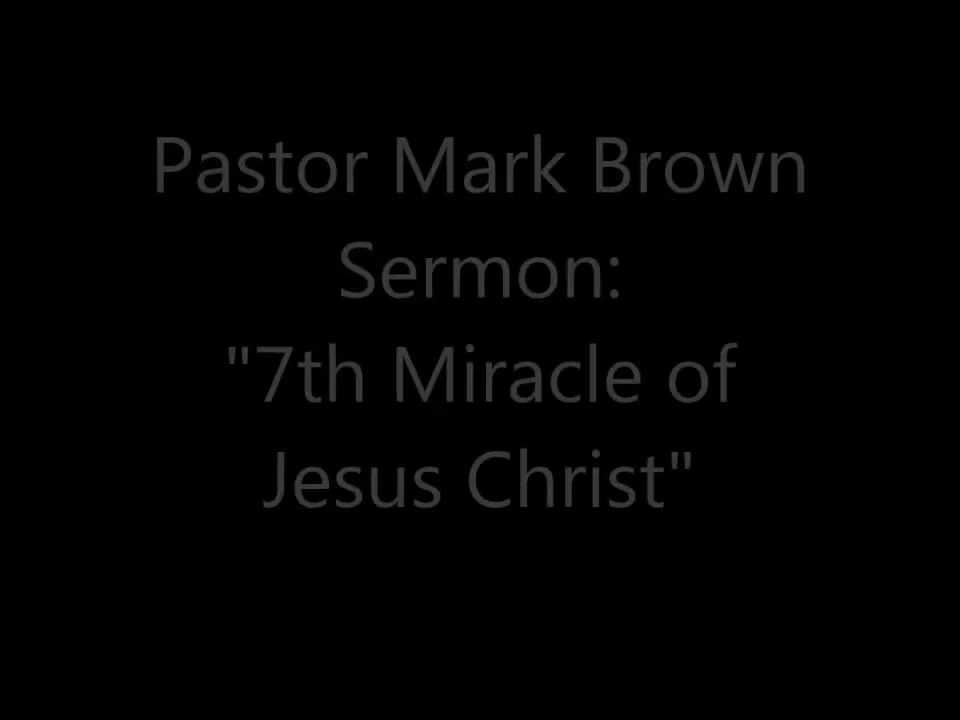 Pastor Mark Brown
Sermon:
"7th Miracle of
Jesus Christ"